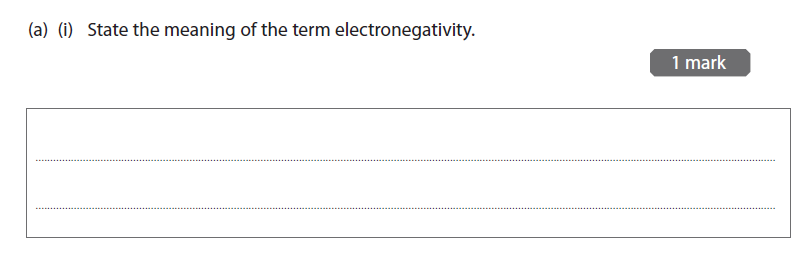 (a) (i) State the meaning of the term electronegativity.
1 mark